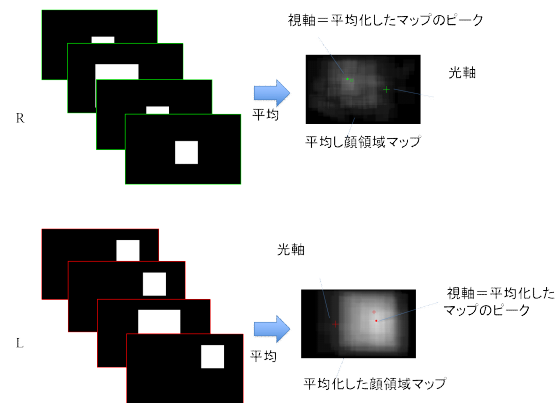 視軸＝平均化したマップのピーク
光軸
R
平均
平均し顔領域マップ
光軸
視軸＝平均化した
マップのピーク
L
平均
平均化した顔領域マップ